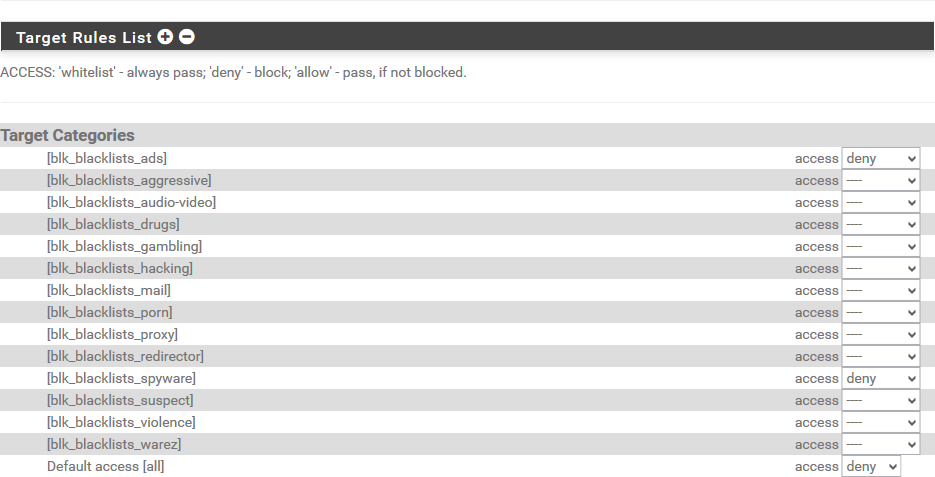 Target Rules List
ACCESS: 'whitelist' - always pass; 'deny' - block; 'allow' - pass, if not blocked.
Target Categories
[blk_blacklists_ads] access deny
[blk_blacklists_aggressive] access ----
[blk_blacklists_audio-video] access ----
[blk_blacklists_drugs] access ----
[blk_blacklists_gambling] access ----
[blk_blacklists_hacking] access ----
[blk_blacklists_mail] access ----
[blk_blacklists_porn] access ----
[blk_blacklists_proxy] access ----
[blk_blacklists_redirector] access ----
[blk_blacklists_spyware] access deny
[blk_blacklists_suspect] access ----
[blk_blacklists_violence] access ----
[blk_blacklists_warez] access ----
Default access [all] access deny